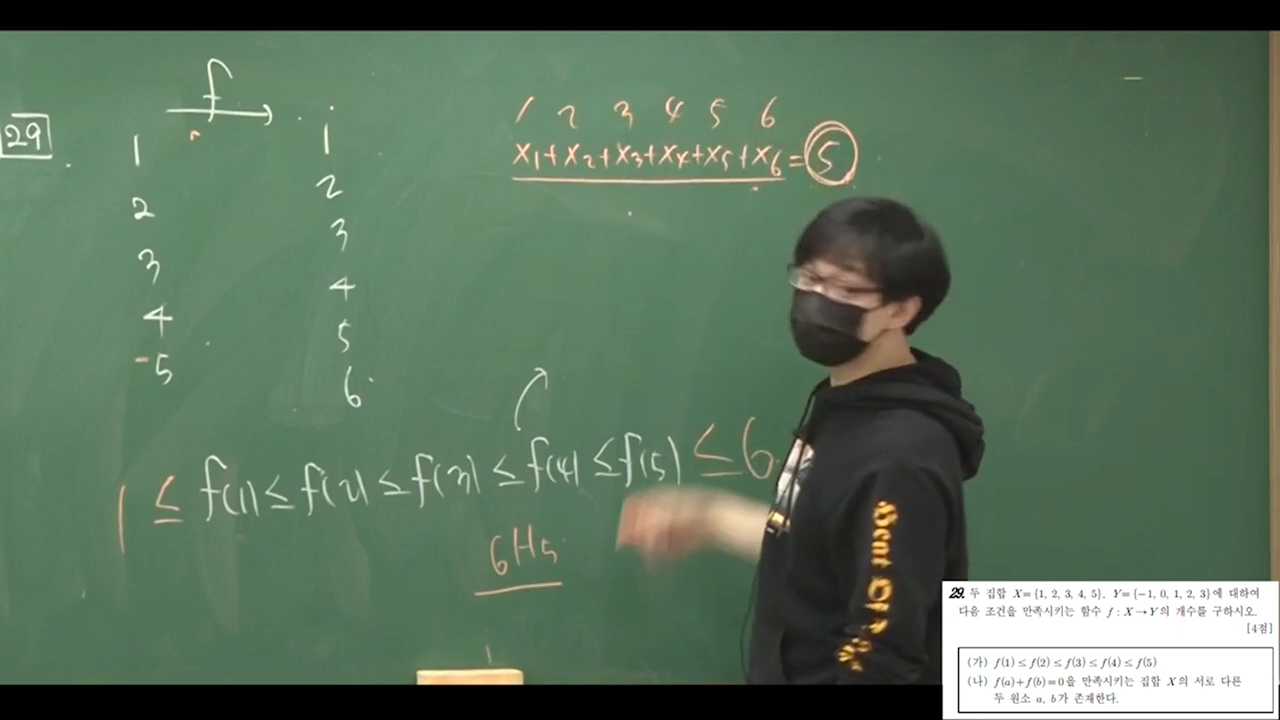 29
f
1 1
2 2
3 3
4 4
5 5
6
1 2 3 4 5 6
x₁+x₂+x₃+x₄+x₅+x₆=5
1 ≤ f(1) ≤ f(2) ≤ f(3) ≤ f(4) ≤ f(5) ≤ 6
6H5
29. 두 집합 X={1, 2, 3, 4, 5}, Y={-1, 0, 1, 2, 3}에 대하여
다음 조건을 만족시키는 함수 f : X→Y의 개수를 구하시오.
[4점]
(가) f(1)≤f(2)≤f(3)≤f(4)≤f(5)
(나) f(a)+f(b)=0을 만족시키는 집합 X의 서로 다른
두 원소 a, b가 존재한다.